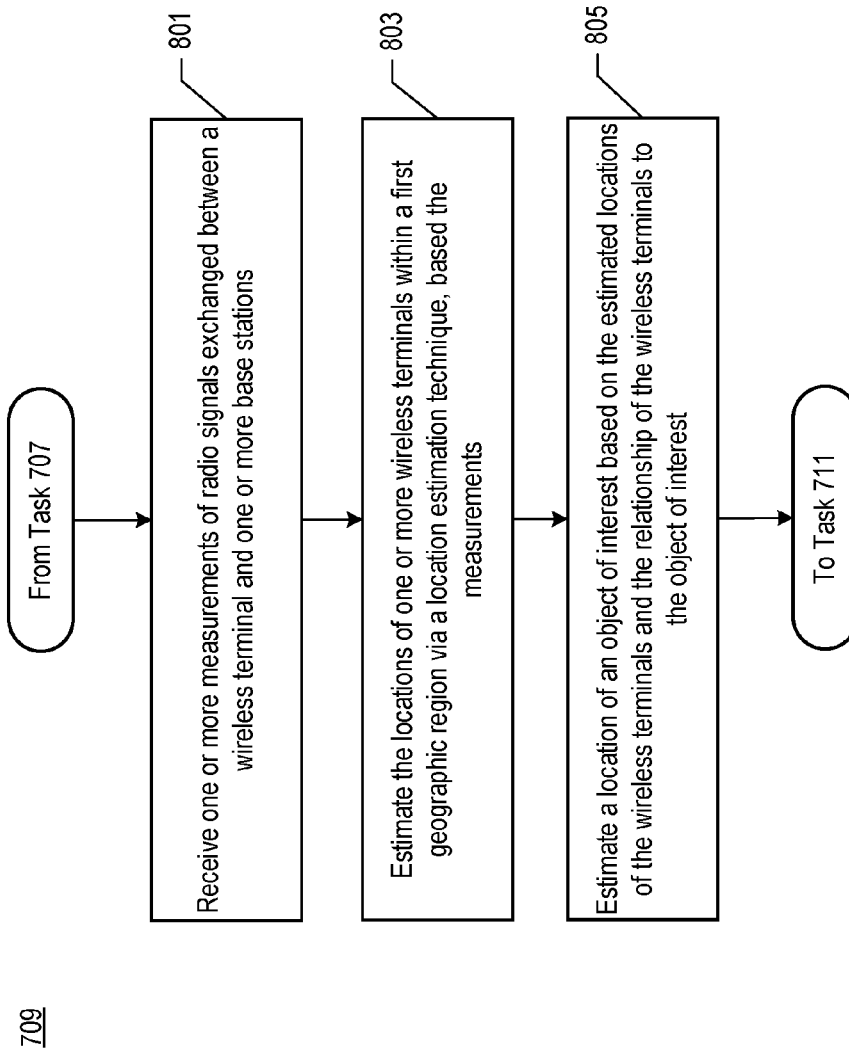 709
From Task 707
801
Receive one or more measurements of radio signals exchanged between a
wireless terminal and one or more base stations
803
Estimate the locations of one or more wireless terminals within a first
geographic region via a location estimation technique, based the
measurements
805
Estimate a location of an object of interest based on the estimated locations
of the wireless terminals and the relationship of the wireless terminals to
the object of interest
To Task 711